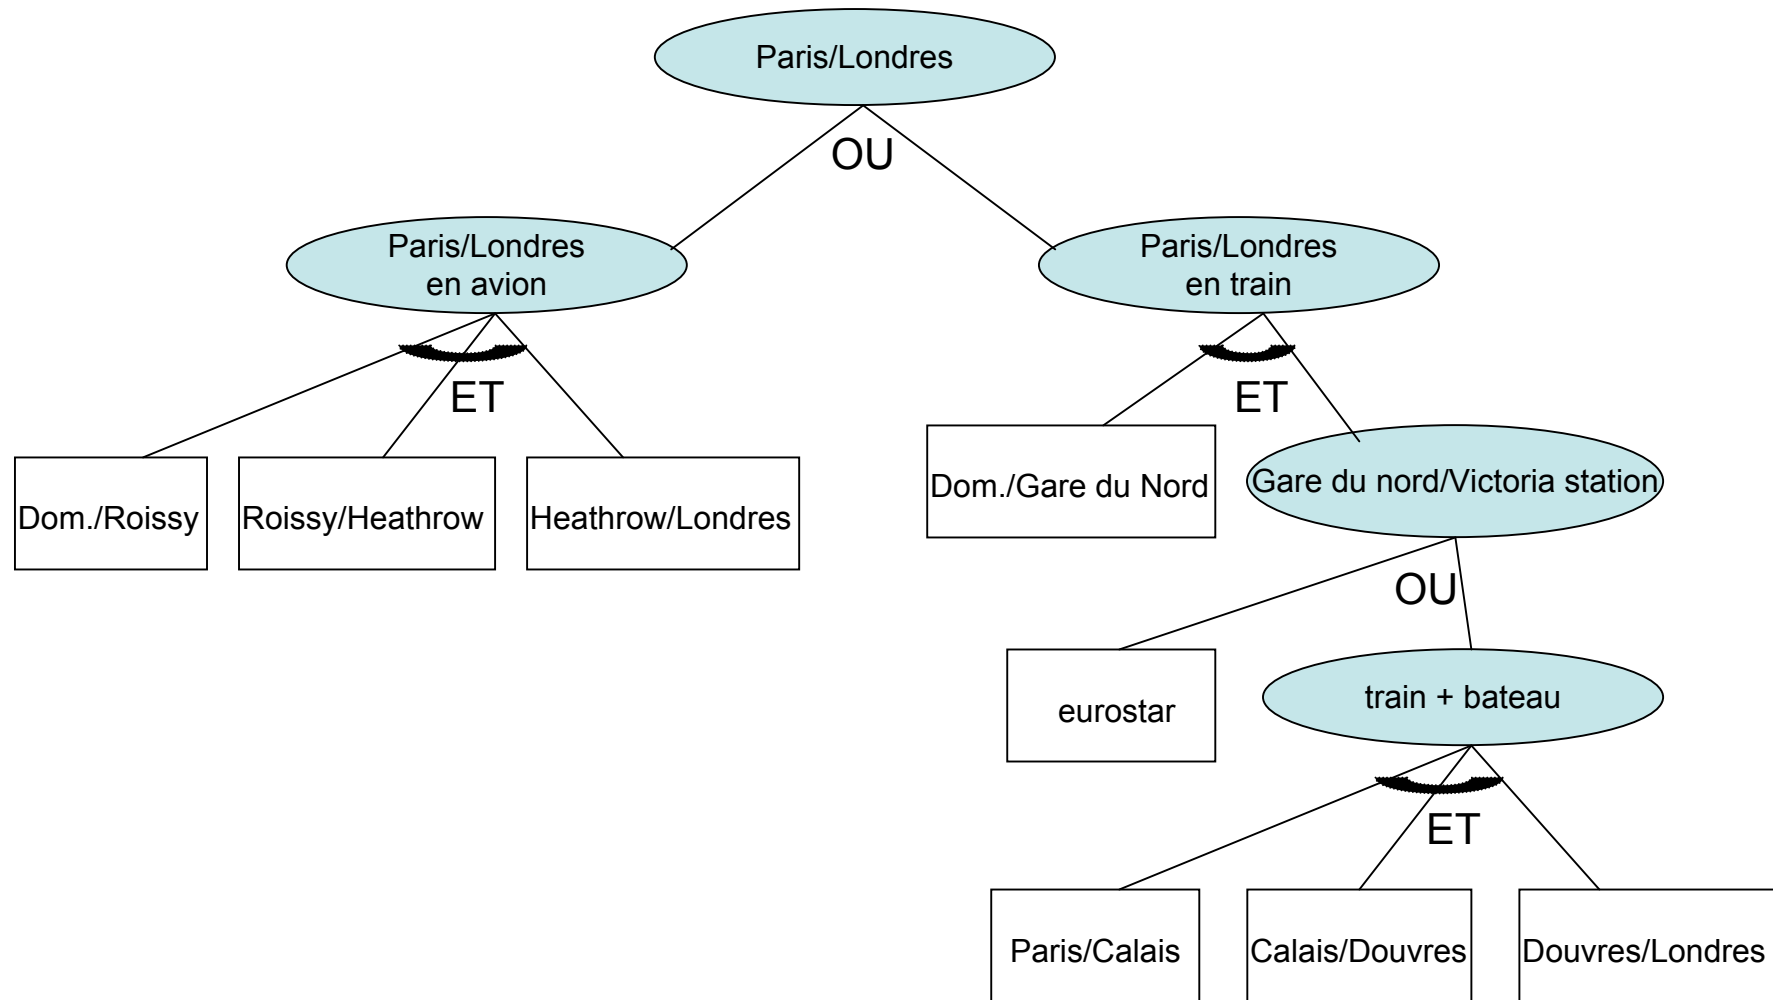 Paris/Londres
OU
Paris/Londres
en avion
Paris/Londres
en train
ET
ET
Dom./Roissy
Roissy/Heathrow
Heathrow/Londres
Dom./Gare du Nord
Gare du nord/Victoria station
OU
eurostar
train + bateau
ET
Paris/Calais
Calais/Douvres
Douvres/Londres